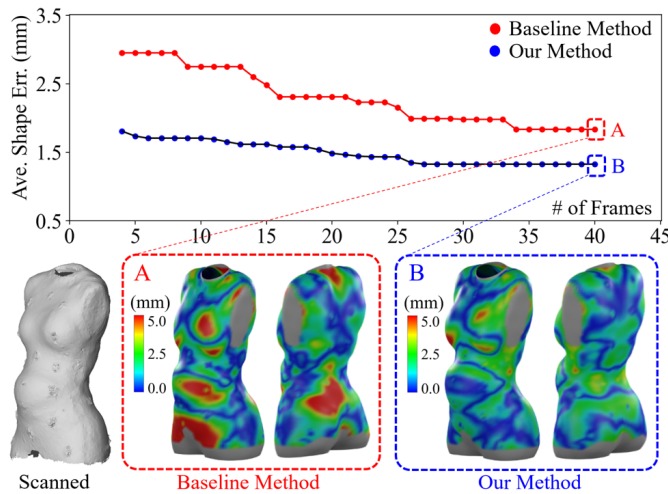 Ave. Shape Err. (mm)
3.5
2.5
1.5
0.5
Baseline Method
Our Method
A
B
# of Frames
0 5 10 15 20 25 30 35 40 45
A
(mm)
5.0
2.5
0.0
B
(mm)
5.0
2.5
0.0
Scanned
Baseline Method
Our Method